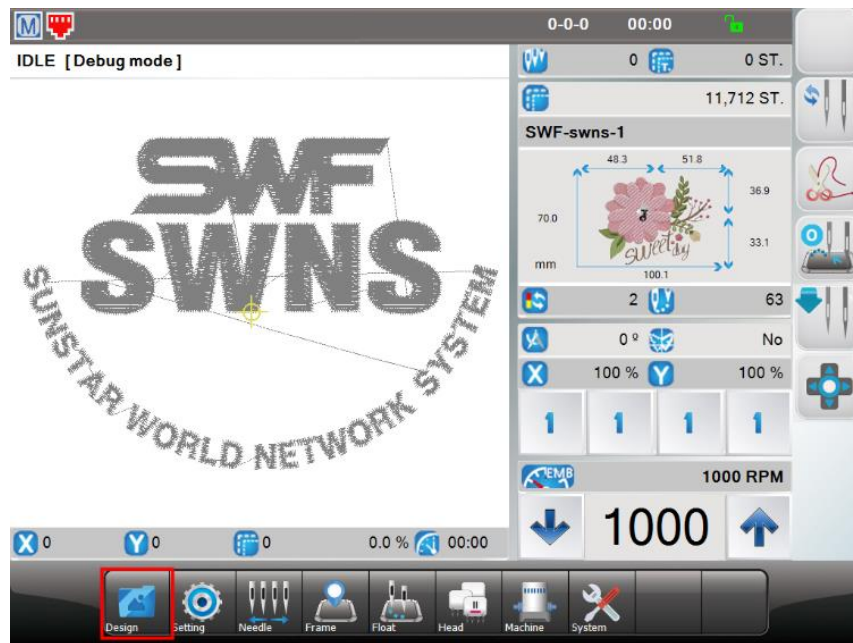 M
0-0-0 00:00
IDLE [Debug mode]
0 0 ST.
11,712 ST.
SWF-swns-1
48.3 51.8
36.9
70.0
33.1
sweet day
mm
100.1
2 63
0 º No
X 100 % Y 100 %
1 1 1 1
EMB 1000 RPM
1000
SWF
SWNS
SUNSTAR WORLD NETWORK SYSTEM
X 0 Y 0 0 0.0 % 00:00
Design Setting Needle Frame Float Head Machine System